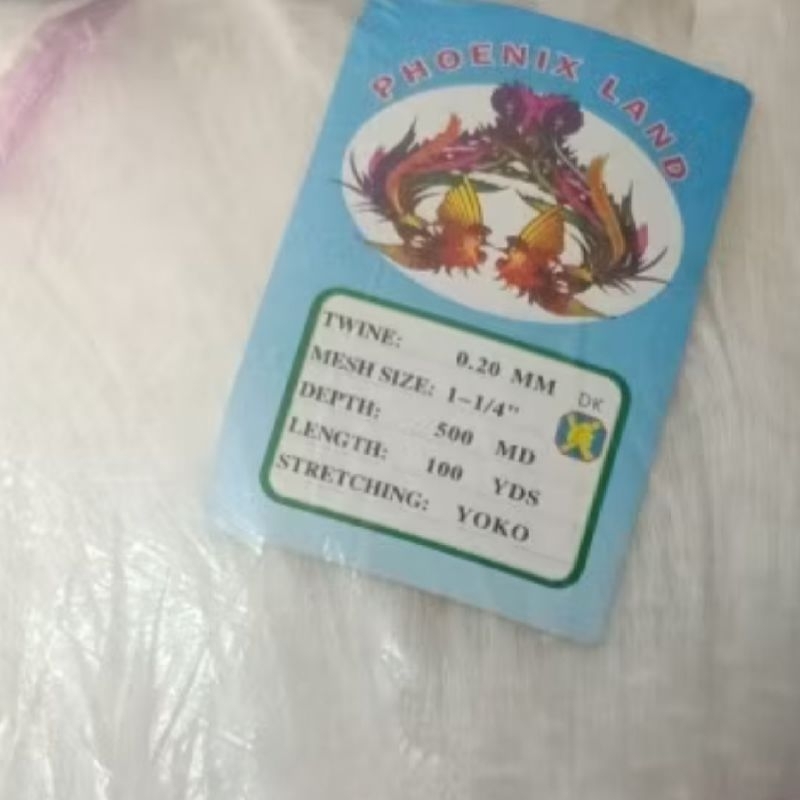 PHOENIX LAND
TWINE: 0.20 MM
MESH SIZE: 1-1/4"
DEPTH: 500 MD
LENGTH: 100 YDS
STRETCHING: YOKO
DK